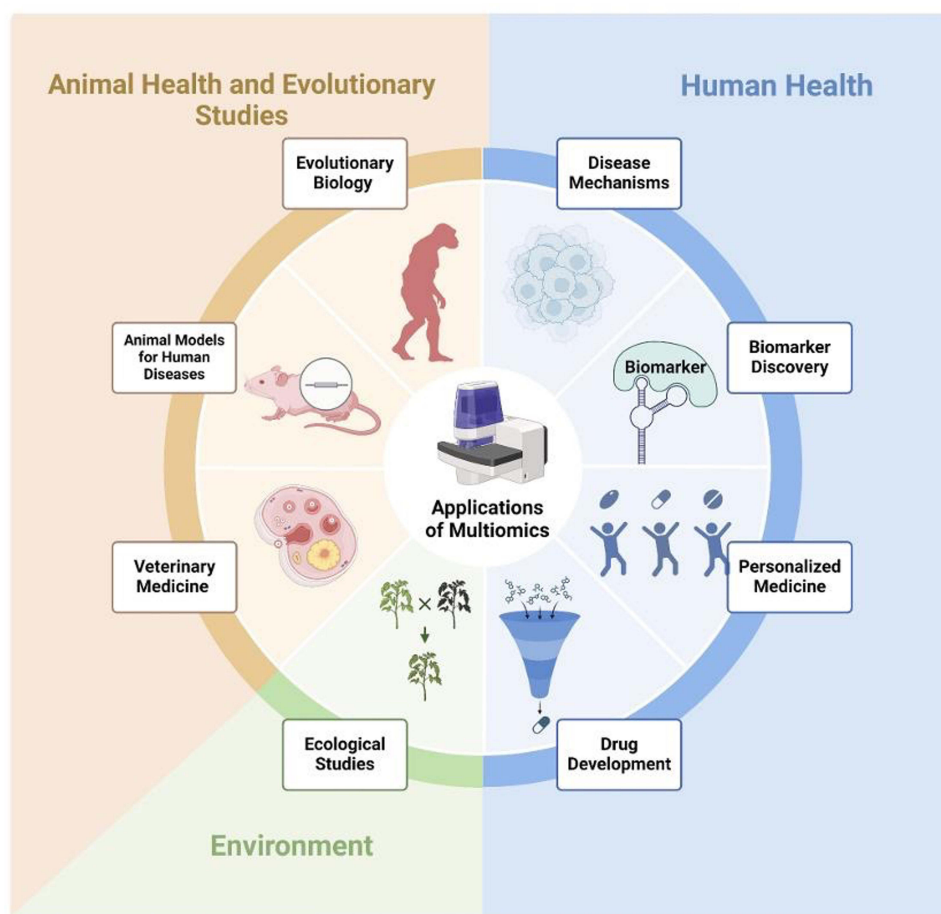 Animal Health and Evolutionary
Studies
Human Health
Evolutionary
Biology
Disease
Mechanisms
Animal Models
for Human
Diseases
Biomarker
Biomarker
Discovery
Applications
of Multiomics
Veterinary
Medicine
Personalized
Medicine
Ecological
Studies
Drug
Development
Environment